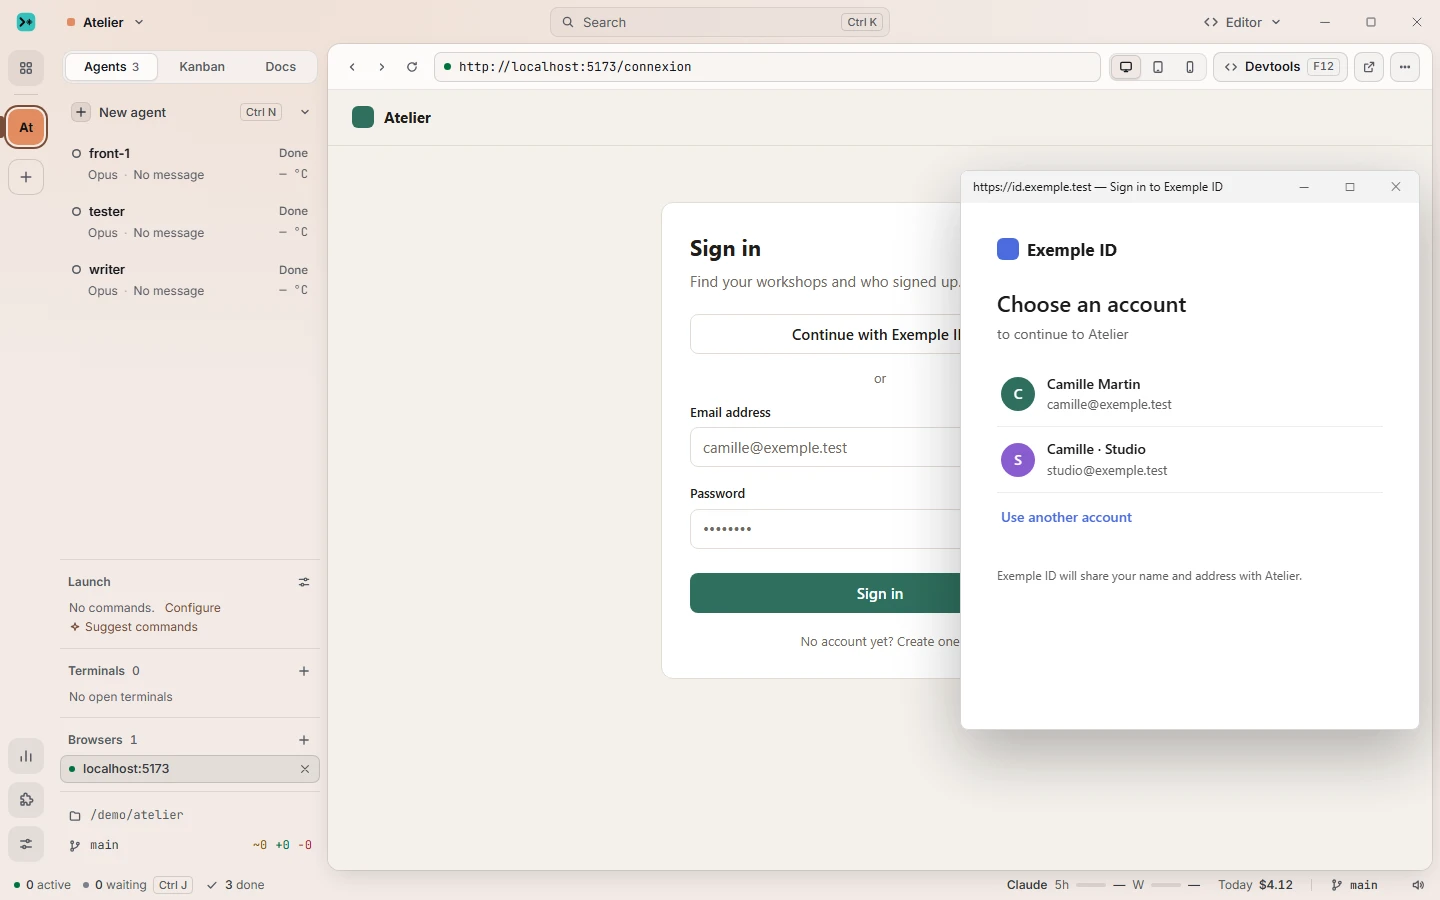 Atelier
Search
Ctrl K
Editor
Agents 3
Kanban
Docs
http://localhost:5173/connexion
Devtools
F12
At
New agent
Ctrl N
front-1
Done
Opus · No message
— °C
tester
Done
Opus · No message
— °C
writer
Done
Opus · No message
— °C
Launch
No commands. Configure
Suggest commands
Terminals 0
No open terminals
Browsers 1
localhost:5173
/demo/atelier
main
~0 +0 -0
Atelier
Sign in
Find your workshops and who signed up.
Continue with Exemple I
or
Email address
camille@exemple.test
Password
••••••••
Sign in
No account yet? Create one
https://id.exemple.test — Sign in to Exemple ID
Exemple ID
Choose an account
to continue to Atelier
C
Camille Martin
camille@exemple.test
S
Camille · Studio
studio@exemple.test
Use another account
Exemple ID will share your name and address with Atelier.
0 active
0 waiting
Ctrl J
3 done
Claude 5h — W —
Today $4.12
main